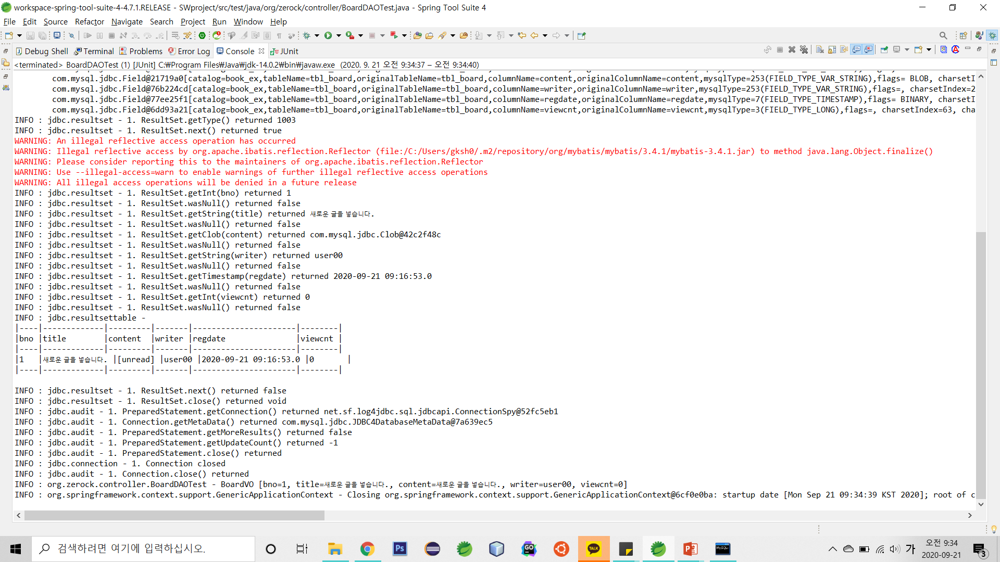 workspace-spring-tool-suite-4-4.7.1.RELEASE - SWproject/src/test/java/org/zerock/controller/BoardDAOTest.java - Spring Tool Suite 4
File Edit Source Refactor Navigate Search Project Run Window Help
Debug Shell Terminal Problems Error Log Console JUnit
<terminated> BoardDAOTest (1) [JUnit] C:₩Program Files₩Java₩jdk-14.0.2₩bin₩javaw.exe (2020. 9. 21 오전 9:34:37 – 오전 9:34:40)
com.mysql.jdbc.Field@21719a0[catalog=book_ex,tableName=tbl_board,originalTableName=tbl_board,columnName=content,originalColumnName=content,mysqlType=253(FIELD_TYPE_VAR_STRING),flags= BLOB, charsetI
com.mysql.jdbc.Field@76b224cd[catalog=book_ex,tableName=tbl_board,originalTableName=tbl_board,columnName=writer,originalColumnName=writer,mysqlType=253(FIELD_TYPE_VAR_STRING),flags=, charsetIndex=2
com.mysql.jdbc.Field@77ee25f1[catalog=book_ex,tableName=tbl_board,originalTableName=tbl_board,columnName=regdate,originalColumnName=regdate,mysqlType=7(FIELD_TYPE_TIMESTAMP),flags= BINARY, charsetI
com.mysql.jdbc.Field@6dd93a21[catalog=book_ex,tableName=tbl_board,originalTableName=tbl_board,columnName=viewcnt,originalColumnName=viewcnt,mysqlType=3(FIELD_TYPE_LONG),flags=, charsetIndex=63, cha
INFO : jdbc.resultset - 1. ResultSet.getType() returned 1003
INFO : jdbc.resultset - 1. ResultSet.next() returned true
WARNING: An illegal reflective access operation has occurred
WARNING: Illegal reflective access by org.apache.ibatis.reflection.Reflector (file:/C:/Users/gksh0/.m2/repository/org/mybatis/mybatis/3.4.1/mybatis-3.4.1.jar) to method java.lang.Object.finalize()
WARNING: Please consider reporting this to the maintainers of org.apache.ibatis.reflection.Reflector
WARNING: Use --illegal-access=warn to enable warnings of further illegal reflective access operations
WARNING: All illegal access operations will be denied in a future release
INFO : jdbc.resultset - 1. ResultSet.getInt(bno) returned 1
INFO : jdbc.resultset - 1. ResultSet.wasNull() returned false
INFO : jdbc.resultset - 1. ResultSet.getString(title) returned 새로운 글을 넣습니다.
INFO : jdbc.resultset - 1. ResultSet.wasNull() returned false
INFO : jdbc.resultset - 1. ResultSet.getClob(content) returned com.mysql.jdbc.Clob@42c2f48c
INFO : jdbc.resultset - 1. ResultSet.wasNull() returned false
INFO : jdbc.resultset - 1. ResultSet.getString(writer) returned user00
INFO : jdbc.resultset - 1. ResultSet.wasNull() returned false
INFO : jdbc.resultset - 1. ResultSet.getTimestamp(regdate) returned 2020-09-21 09:16:53.0
INFO : jdbc.resultset - 1. ResultSet.wasNull() returned false
INFO : jdbc.resultset - 1. ResultSet.getInt(viewcnt) returned 0
INFO : jdbc.resultset - 1. ResultSet.wasNull() returned false
INFO : jdbc.resultsettable -
|----|-------------|---------|-------|----------------------|--------|
|bno |title |content |writer |regdate |viewcnt |
|----|-------------|---------|-------|----------------------|--------|
|1 |새로운 글을 넣습니다. |[unread] |user00 |2020-09-21 09:16:53.0 |0 |
|----|-------------|---------|-------|----------------------|--------|
INFO : jdbc.resultset - 1. ResultSet.next() returned false
INFO : jdbc.resultset - 1. ResultSet.close() returned void
INFO : jdbc.audit - 1. PreparedStatement.getConnection() returned net.sf.log4jdbc.sql.jdbcapi.ConnectionSpy@52fc5eb1
INFO : jdbc.audit - 1. Connection.getMetaData() returned com.mysql.jdbc.JDBC4DatabaseMetaData@7a639ec5
INFO : jdbc.audit - 1. PreparedStatement.getMoreResults() returned false
INFO : jdbc.audit - 1. PreparedStatement.getUpdateCount() returned -1
INFO : jdbc.audit - 1. PreparedStatement.close() returned
INFO : jdbc.connection - 1. Connection closed
INFO : jdbc.audit - 1. Connection.close() returned
INFO : org.zerock.controller.BoardDAOTest - BoardVO [bno=1, title=새로운 글을 넣습니다., content=새로운 글을 넣습니다., writer=user00, viewcnt=0]
INFO : org.springframework.context.support.GenericApplicationContext - Closing org.springframework.context.support.GenericApplicationContext@6cf0e0ba: startup date [Mon Sep 21 09:34:39 KST 2020]; root of c
검색하려면 여기에 입력하십시오.
Ps
GO
TALK
P
MySQL
가
오전 9:34
2020-09-21
3